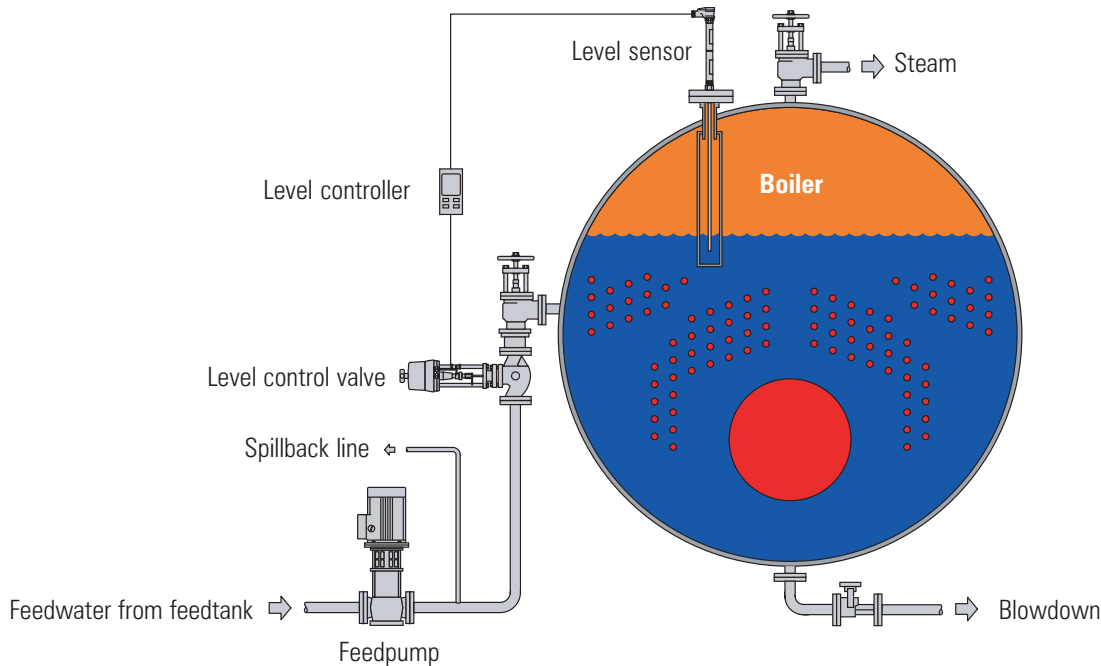 Level sensor
Steam
Boiler
Level controller
Level control valve
Spillback line
Feedwater from feedtank
Blowdown
Feedpump